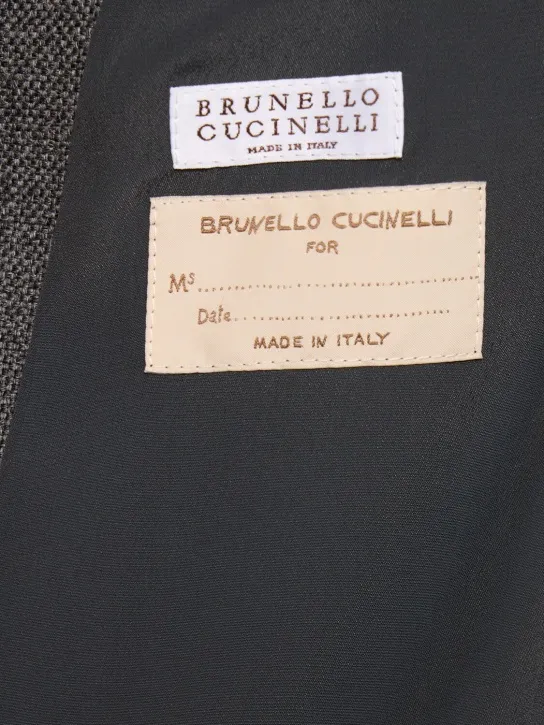 BRUNELLO
CUCINELLI
MADE IN ITALY
BRUNELLO CUCINELLI
FOR
Ms ........................................
Date ..............................
MADE IN ITALY